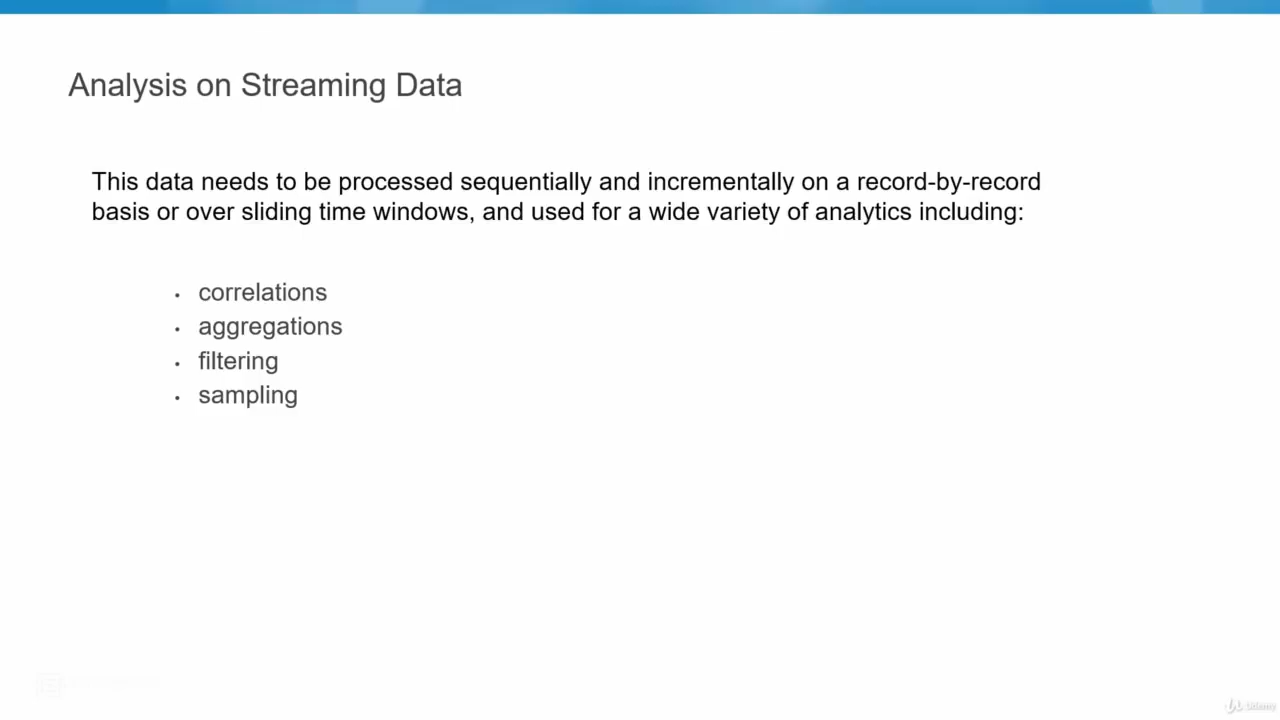 Analysis on Streaming Data
This data needs to be processed sequentially and incrementally on a record-by-record
basis or over sliding time windows, and used for a wide variety of analytics including:
• correlations
• aggregations
• filtering
• sampling
Udemy